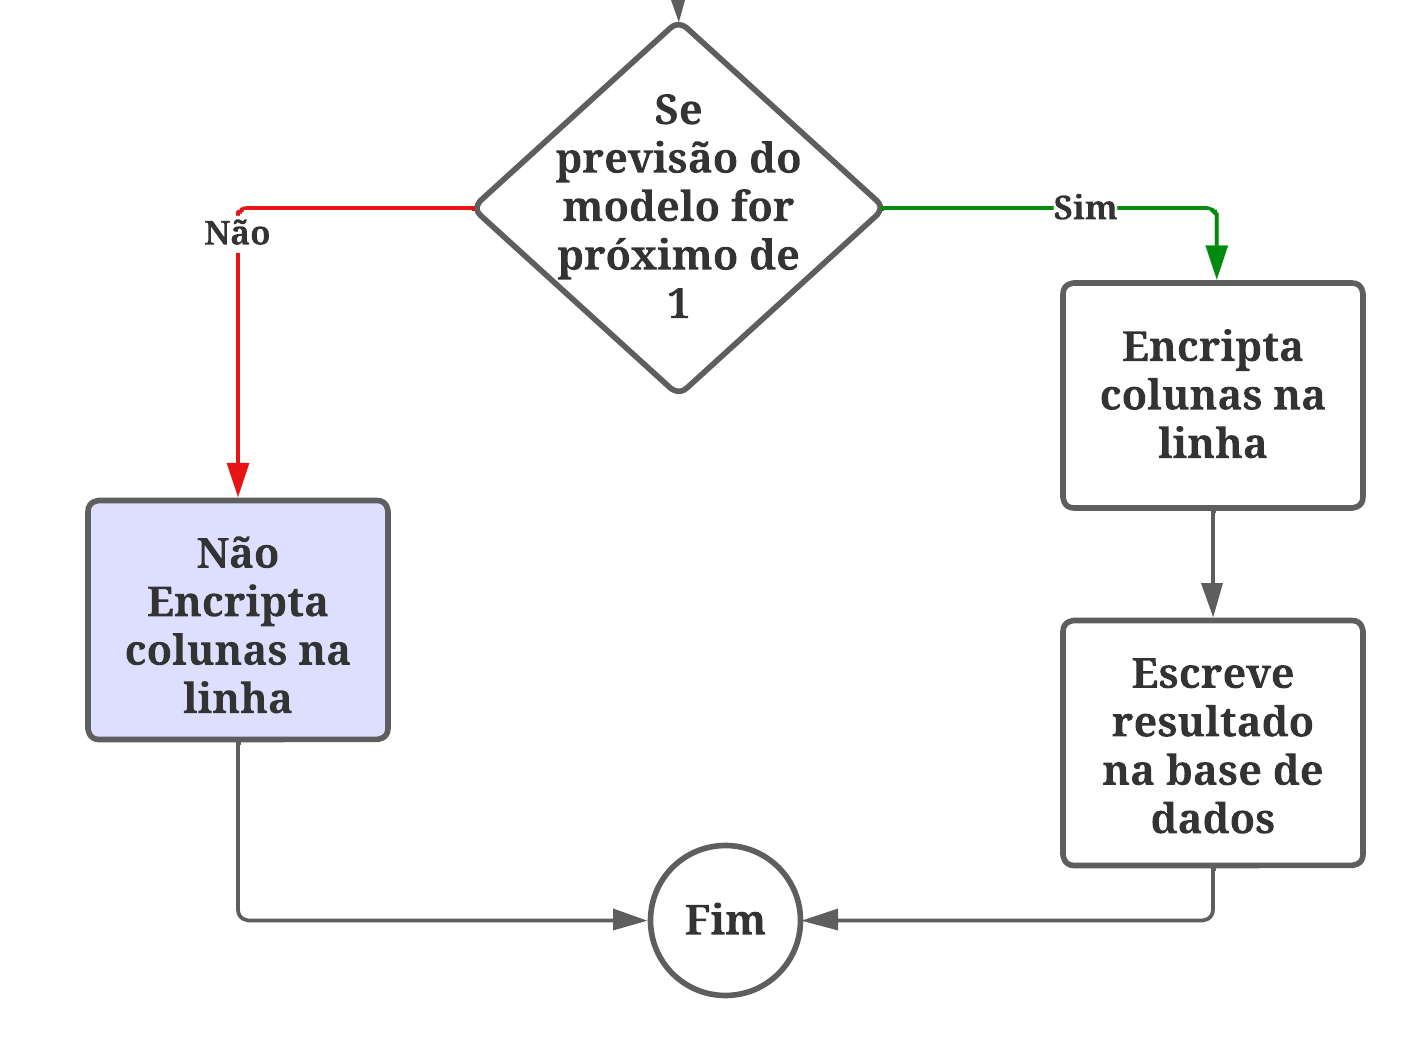 Se
previsão do
modelo for
próximo de
1
Não
Sim
Encripta
colunas na
linha
Não
Encripta
colunas na
linha
Escreve
resultado
na base de
dados
Fim